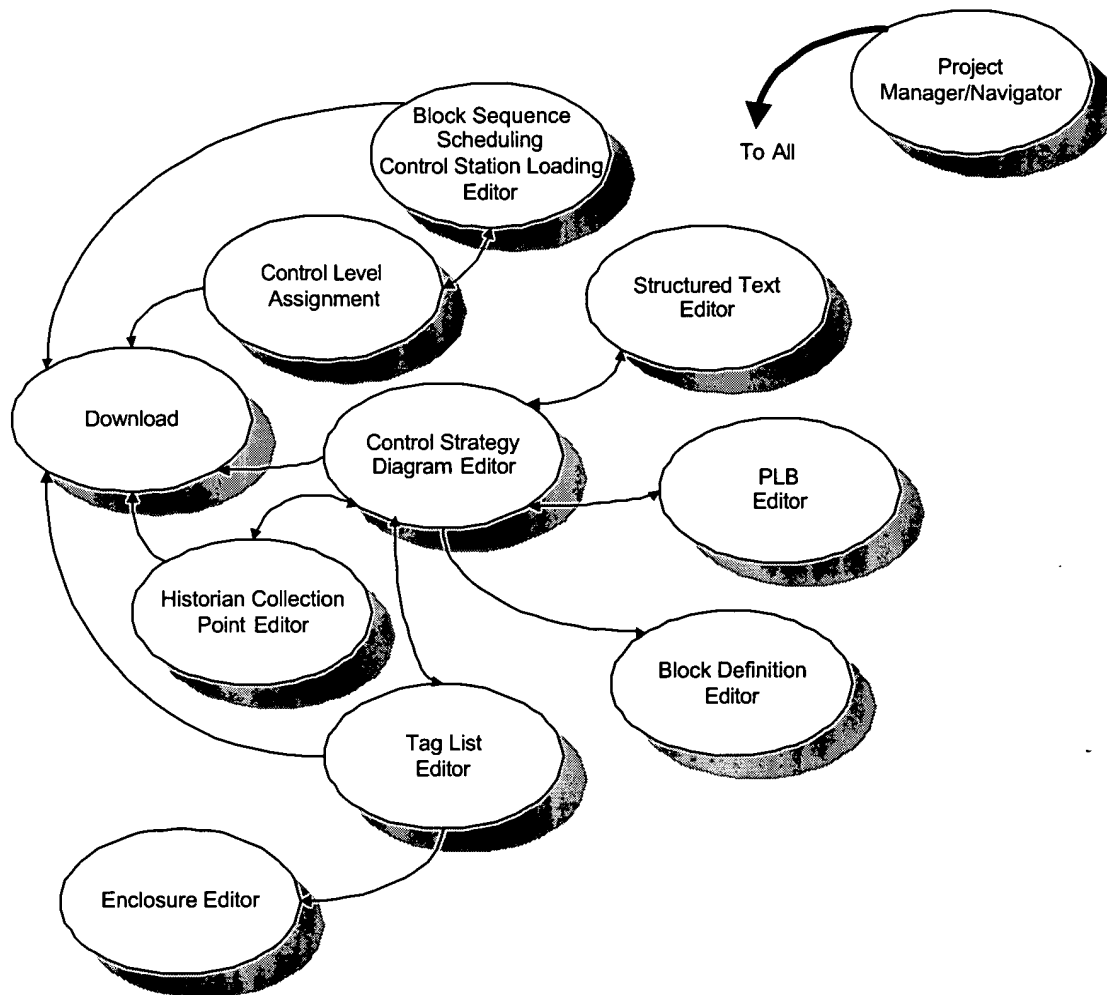 Project
Manager/Navigator
To All
Block Sequence
Scheduling
Control Station Loading
Editor
Control Level
Assignment
Structured Text
Editor
Download
Control Strategy
Diagram Editor
PLB
Editor
Historian Collection
Point Editor
Block Definition
Editor
Tag List
Editor
Enclosure Editor